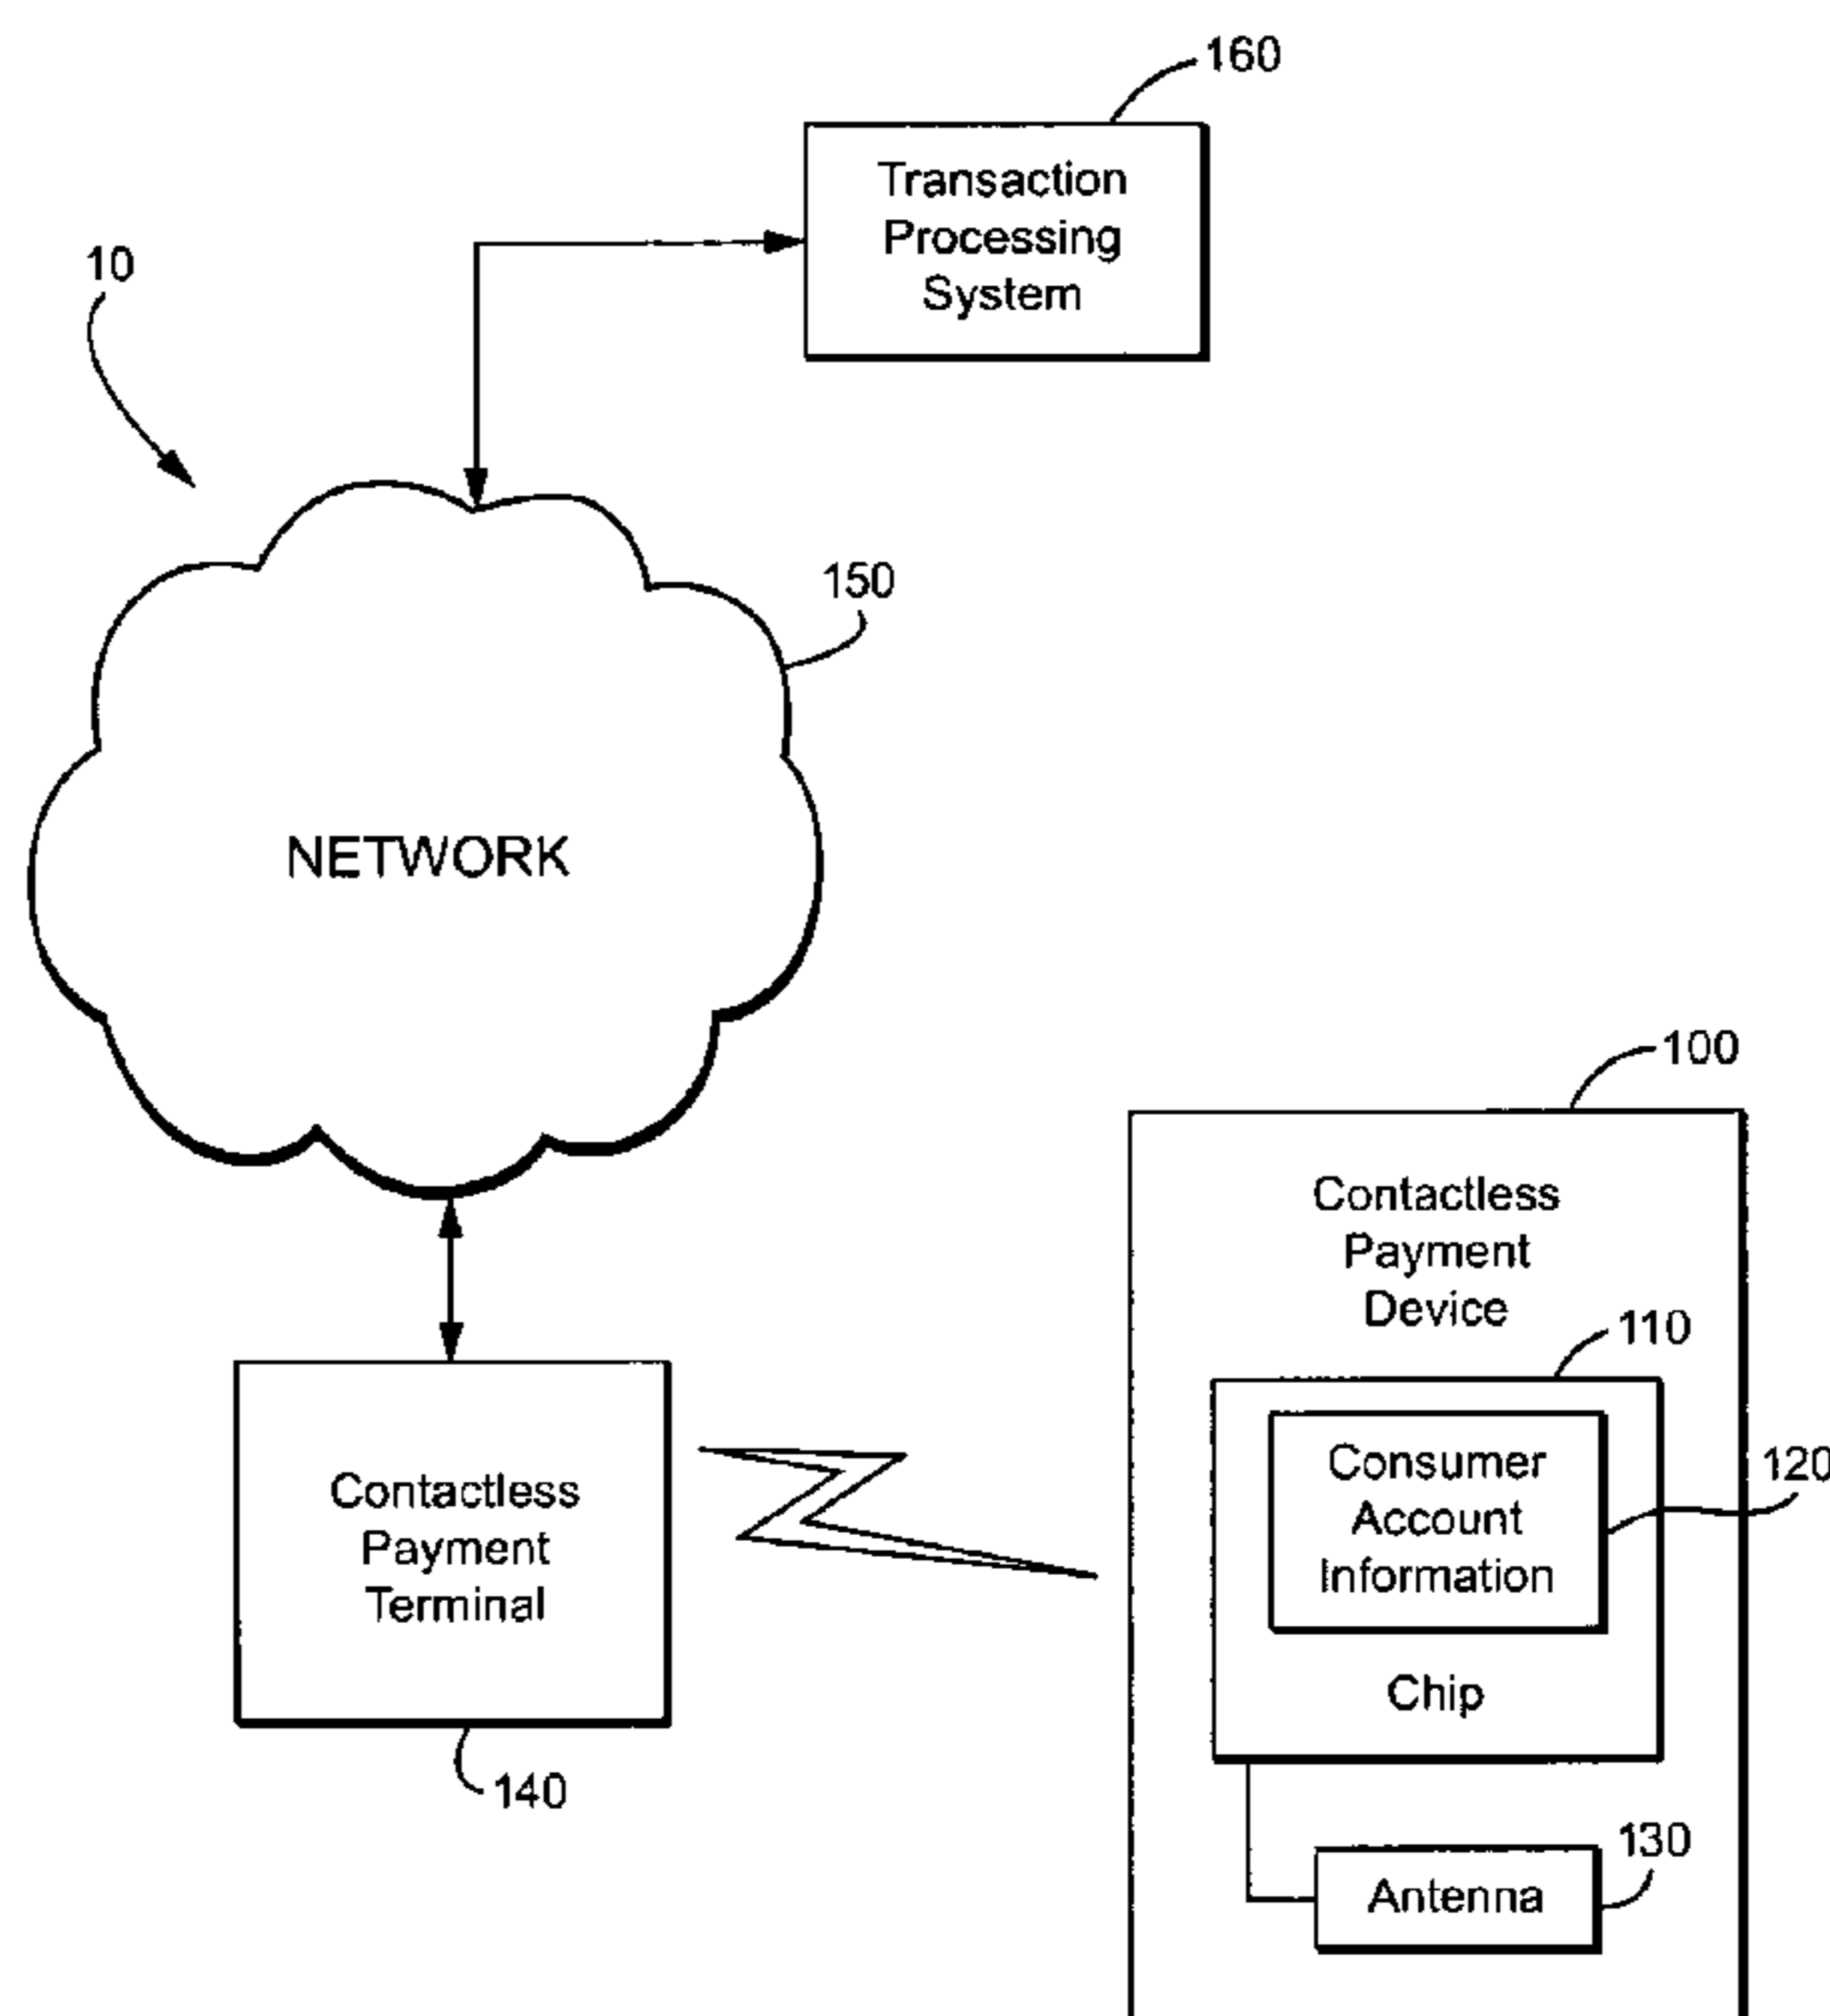 160
Transaction
Processing
System
10
150
NETWORK
100
Contactless
Payment
Device
110
Consumer
Account
Information
120
Chip
Contactless
Payment
Terminal
140
130
Antenna